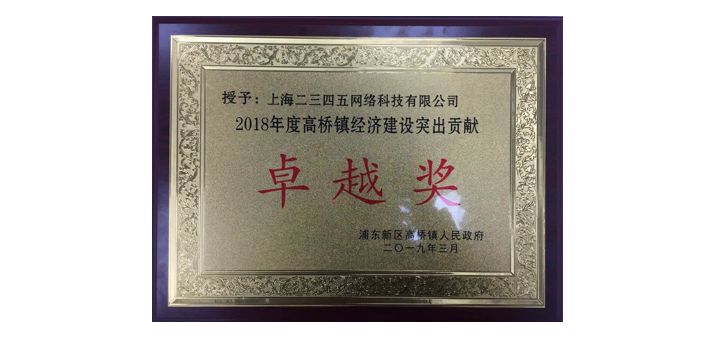 授予：上海二三四五网络科技有限公司
2018年度高桥镇经济建设突出贡献
卓越奖
浦东新区高桥镇人民政府
二〇一九年三月